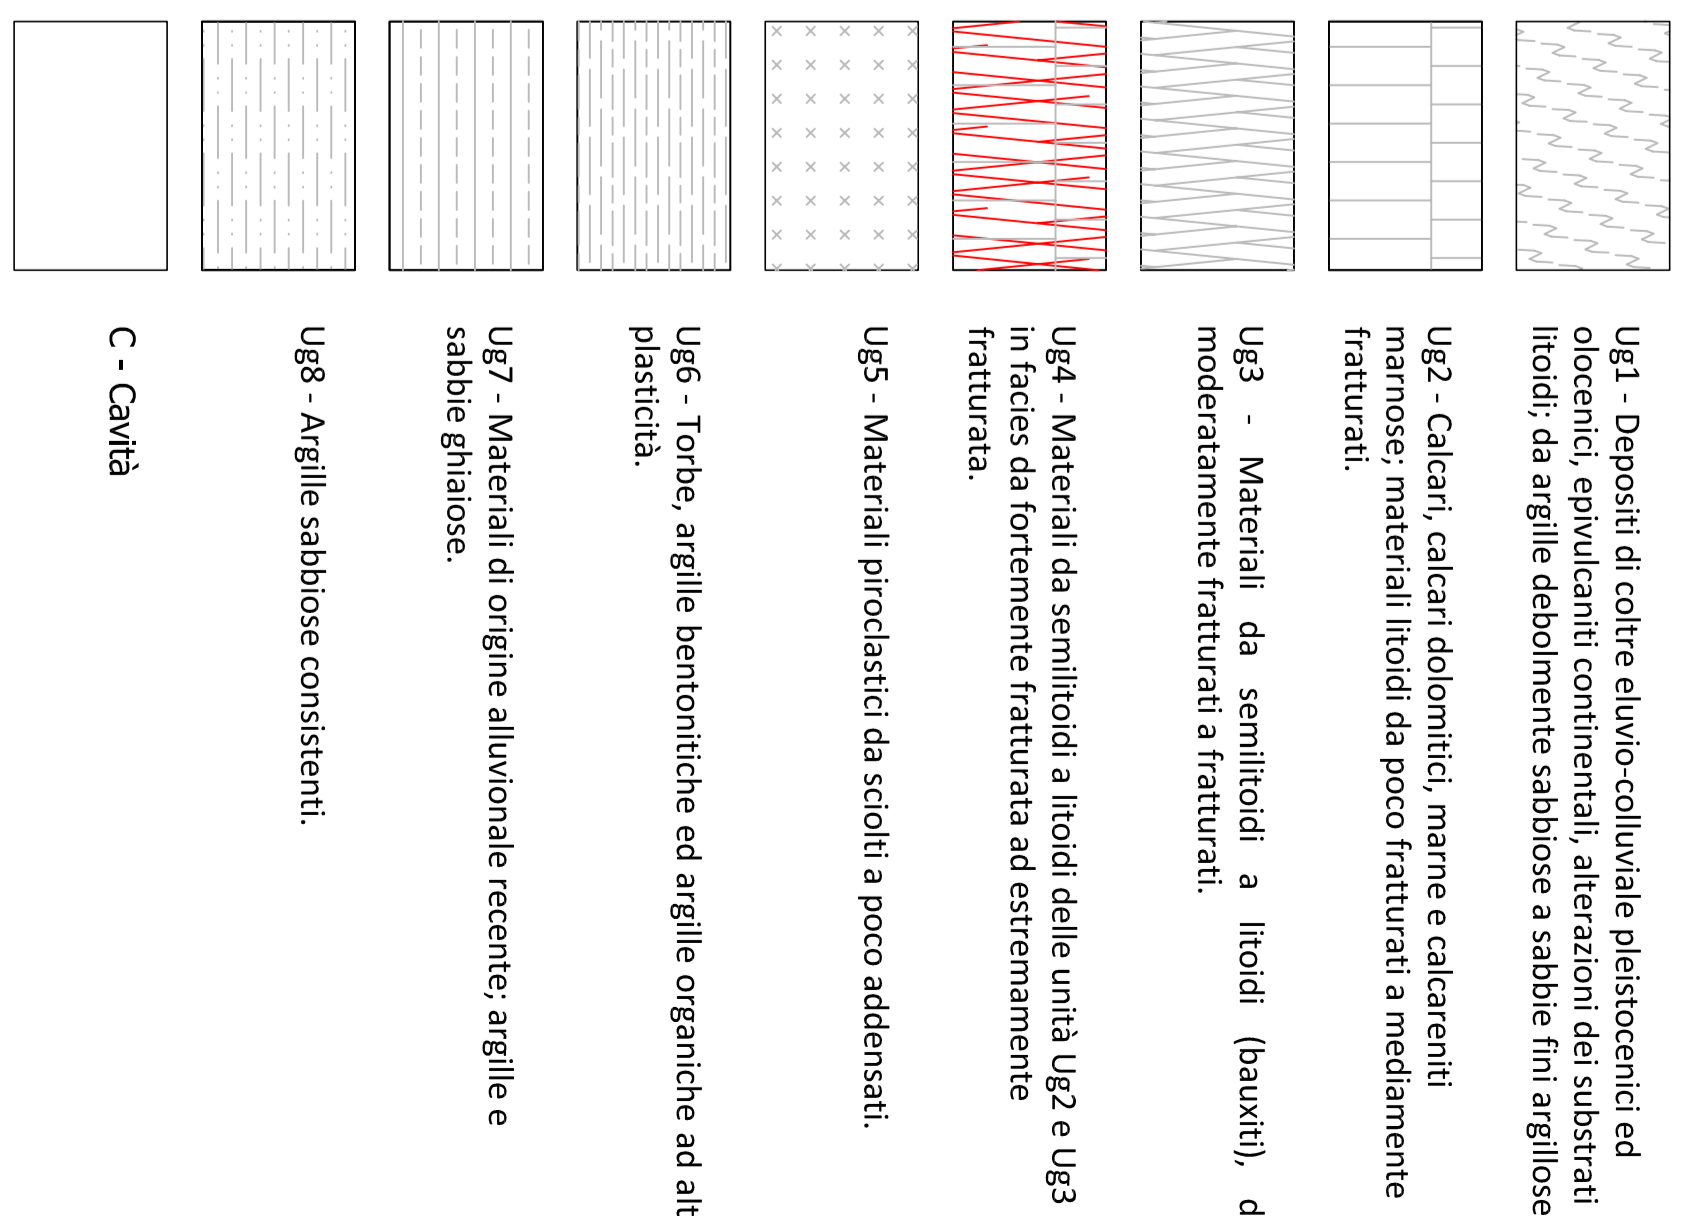 Ug1 - Depositi di coltre eluvio-colluviale pleistocenici ed
olocenici, epivulcaniti continentali, alterazioni dei substrati
litoidi; da argille debolmente sabbiose a sabbie fini argillose
Ug2 - Calcari, calcari dolomitici, marne e calcareniti
marnose; materiali litoidi da poco fratturati a mediamente
fratturati.
Ug3 - Materiali da semilitoidi a litoidi (bauxiti), d
moderatamente fratturati a fratturati.
Ug4 - Materiali da semilitoidi a litoidi delle unità Ug2 e Ug3
in facies da fortemente fratturata ad estremamente
fratturata.
Ug5 - Materiali piroclastici da sciolti a poco addensati.
Ug6 - Torbe, argille bentonitiche ed argille organiche ad alt
plasticità.
Ug7 - Materiali di origine alluvionale recente; argille e
sabbie ghiaiose.
Ug8 - Argille sabbiose consistenti.
C - Cavità